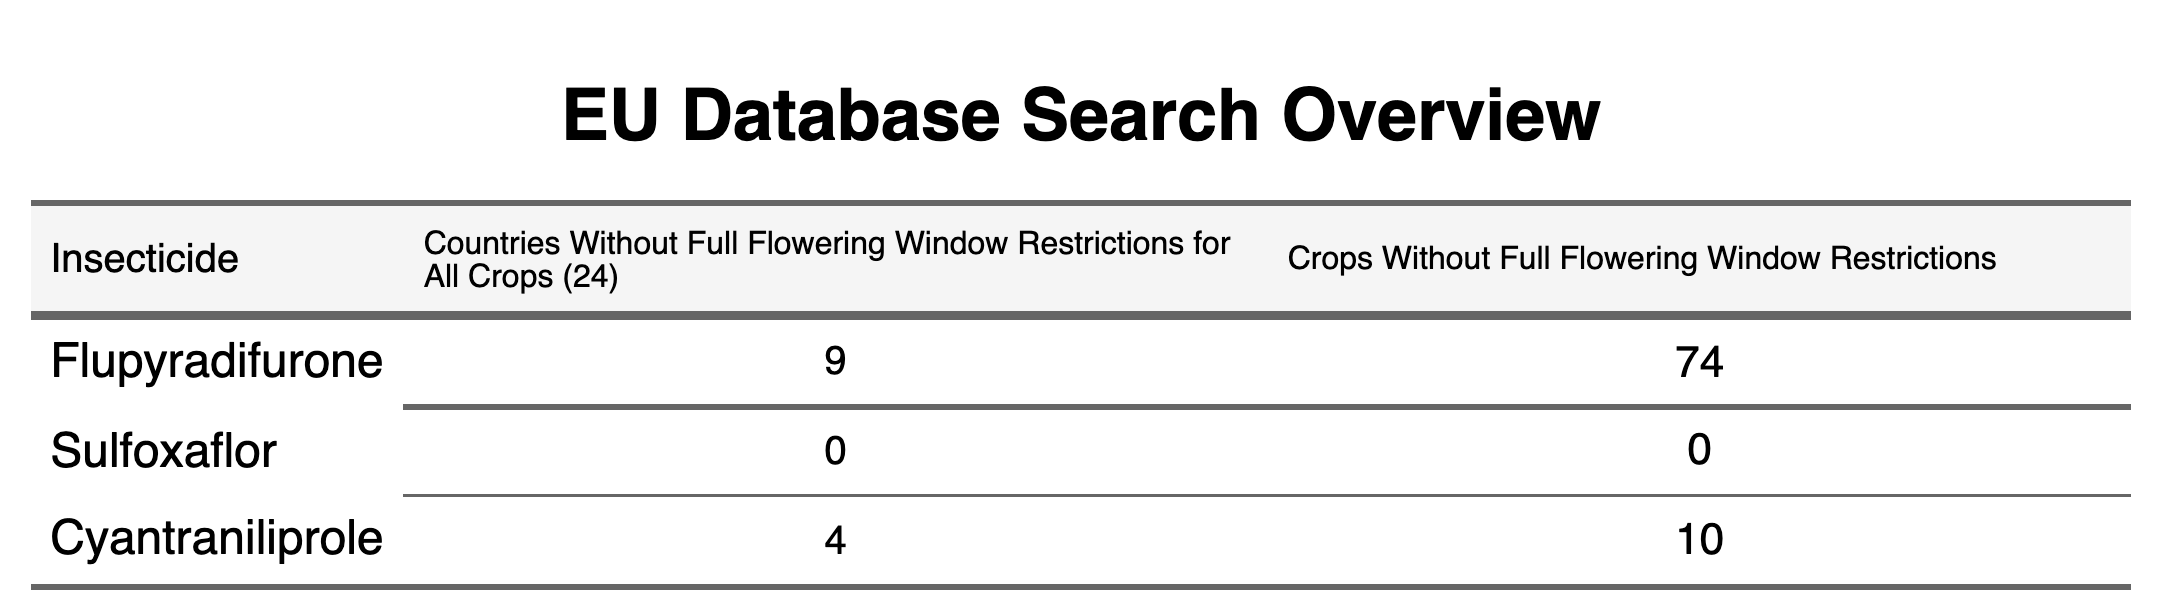 EU Database Search Overview
Insecticide
Countries Without Full Flowering Window Restrictions for
All Crops (24)
Crops Without Full Flowering Window Restrictions
Flupyradifurone 9 74
Sulfoxaflor 0 0
Cyantraniliprole 4 10